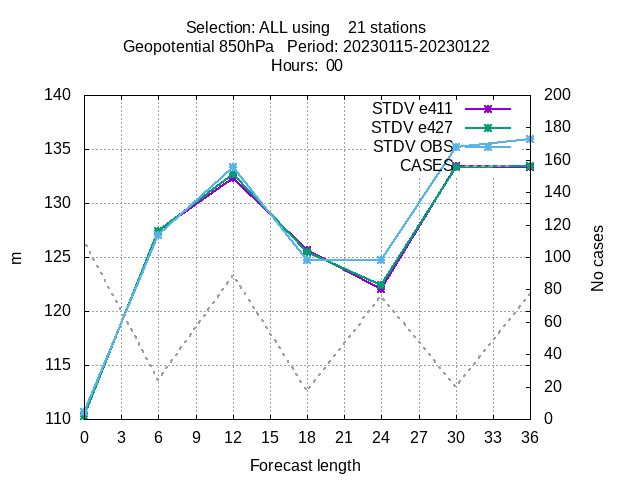 Selection: ALL using    21 stations
Geopotential 850hPa   Period: 20230115-20230122
Hours:  00
STDV e411
STDV e427
STDV OBS
CASES
140
135
130
125
120
115
110
200
180
160
140
120
100
80
60
40
20
0
m
No cases
0 3 6 9 12 15 18 21 24 27 30 33 36
Forecast length